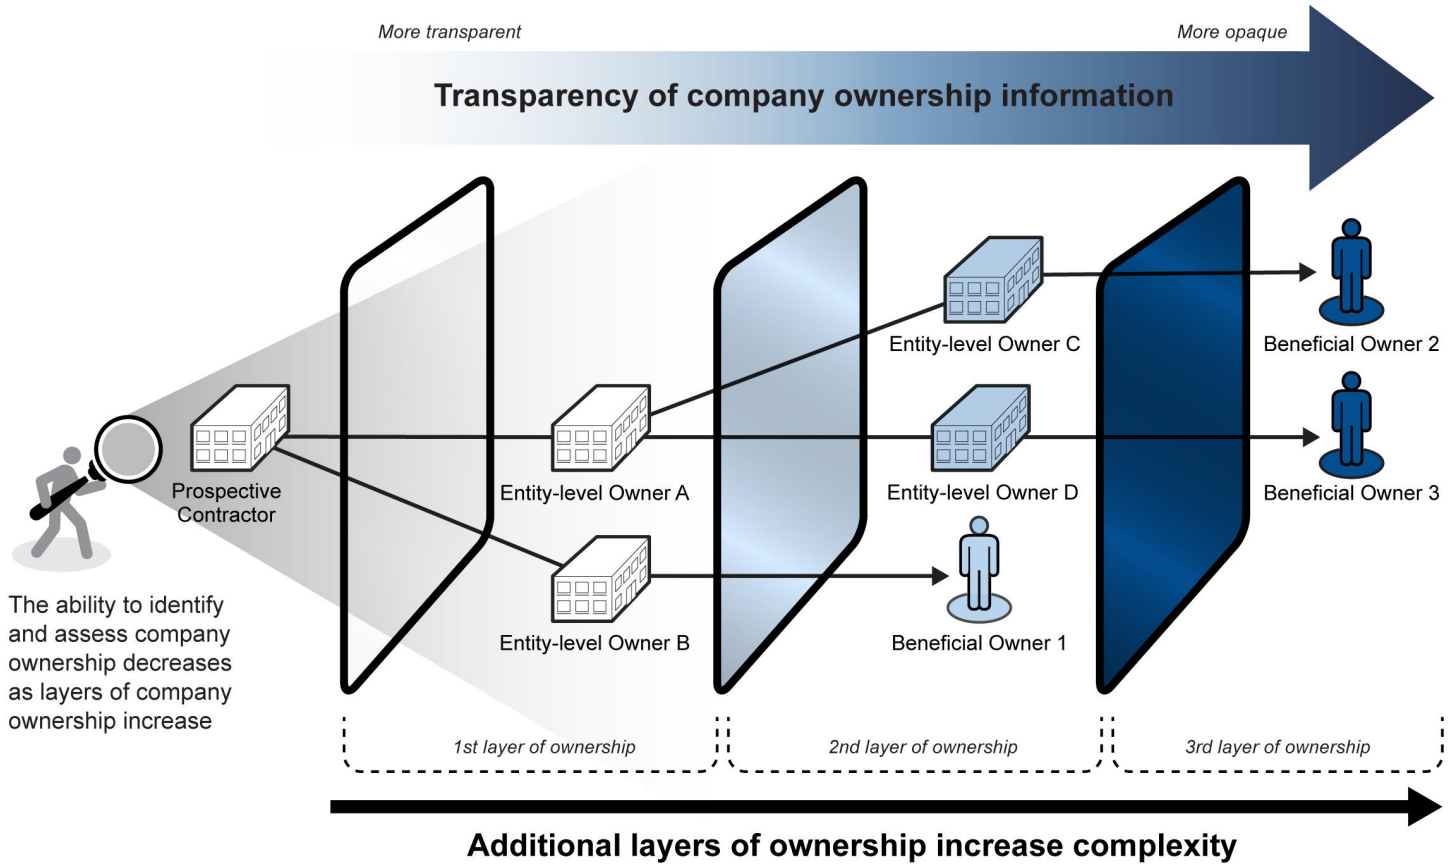 More transparent
More opaque
Transparency of company ownership information
Entity-level Owner C
Beneficial Owner 2
Prospective
Contractor
Entity-level Owner A
Entity-level Owner D
Beneficial Owner 3
The ability to identify
and assess company
ownership decreases
as layers of company
ownership increase
Entity-level Owner B
Beneficial Owner 1
1st layer of ownership
2nd layer of ownership
3rd layer of ownership
Additional layers of ownership increase complexity